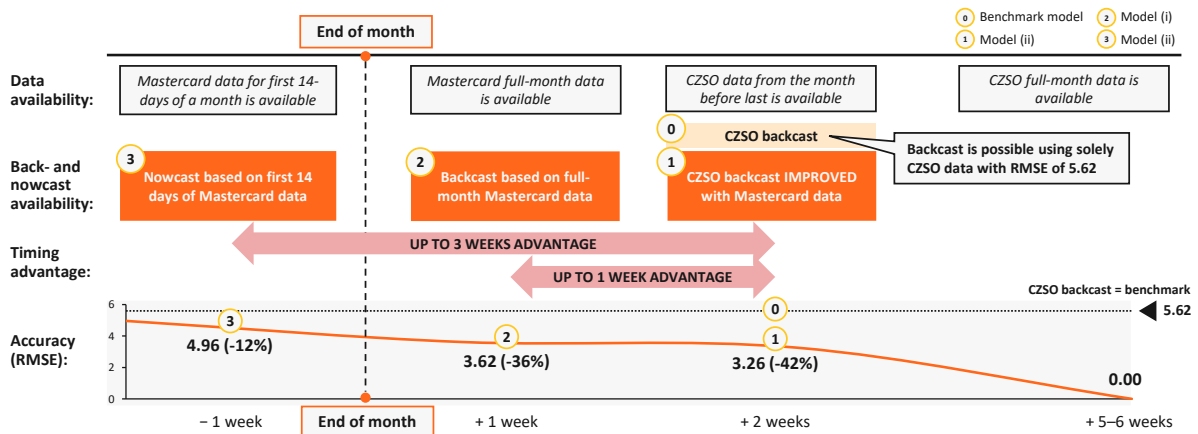 0 Benchmark model
2 Model (i)
1 Model (ii)
3 Model (ii)
End of month
Data
availability:
Mastercard data for first 14-
days of a month is available
Mastercard full-month data
is available
CZSO data from the month
before last is available
CZSO full-month data is
available
0
CZSO backcast
Backcast is possible using solely
CZSO data with RMSE of 5.62
Back- and
nowcast
availability:
3
Nowcast based on first 14
days of Mastercard data
2
Backcast based on full-
month Mastercard data
1
CZSO backcast IMPROVED
with Mastercard data
Timing
advantage:
UP TO 3 WEEKS ADVANTAGE
UP TO 1 WEEK ADVANTAGE
CZSO backcast = benchmark
5.62
Accuracy
(RMSE):
6
4
2
0
3
4.96 (-12%)
2
3.62 (-36%)
0
1
3.26 (-42%)
0.00
− 1 week
End of month
+ 1 week
+ 2 weeks
+ 5–6 weeks